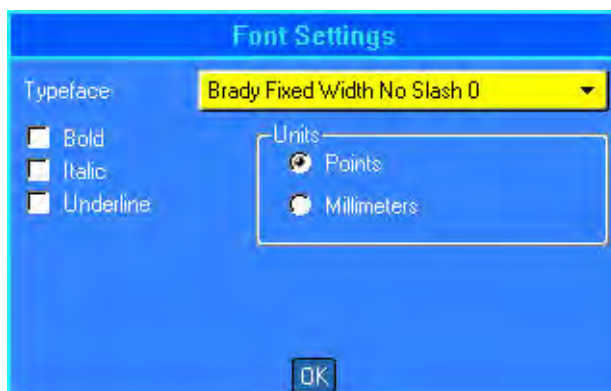 Font Settings
Typeface
Brady Fixed Width No Slash 0
Bold
Italic
Underline
Units
Points
Millimeters
OK